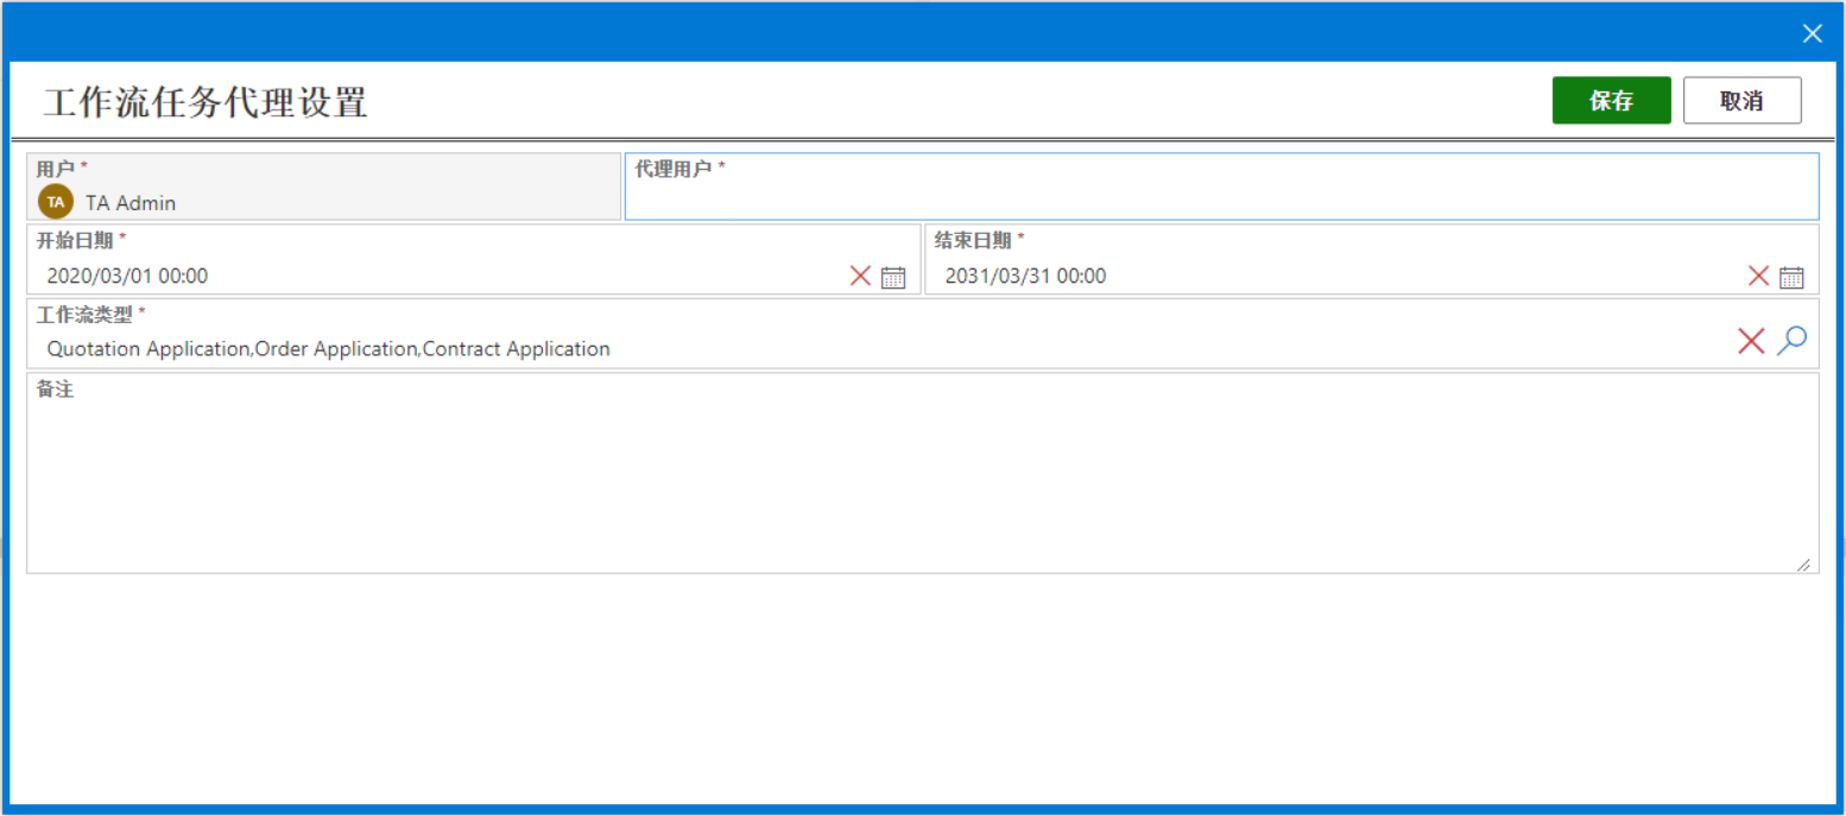 工作流任务代理设置
保存
取消
用户 *
TA
TA Admin
代理用户 *
开始日期 *
2020/03/01 00:00
结束日期 *
2031/03/31 00:00
工作流类型 *
Quotation Application,Order Application,Contract Application
备注